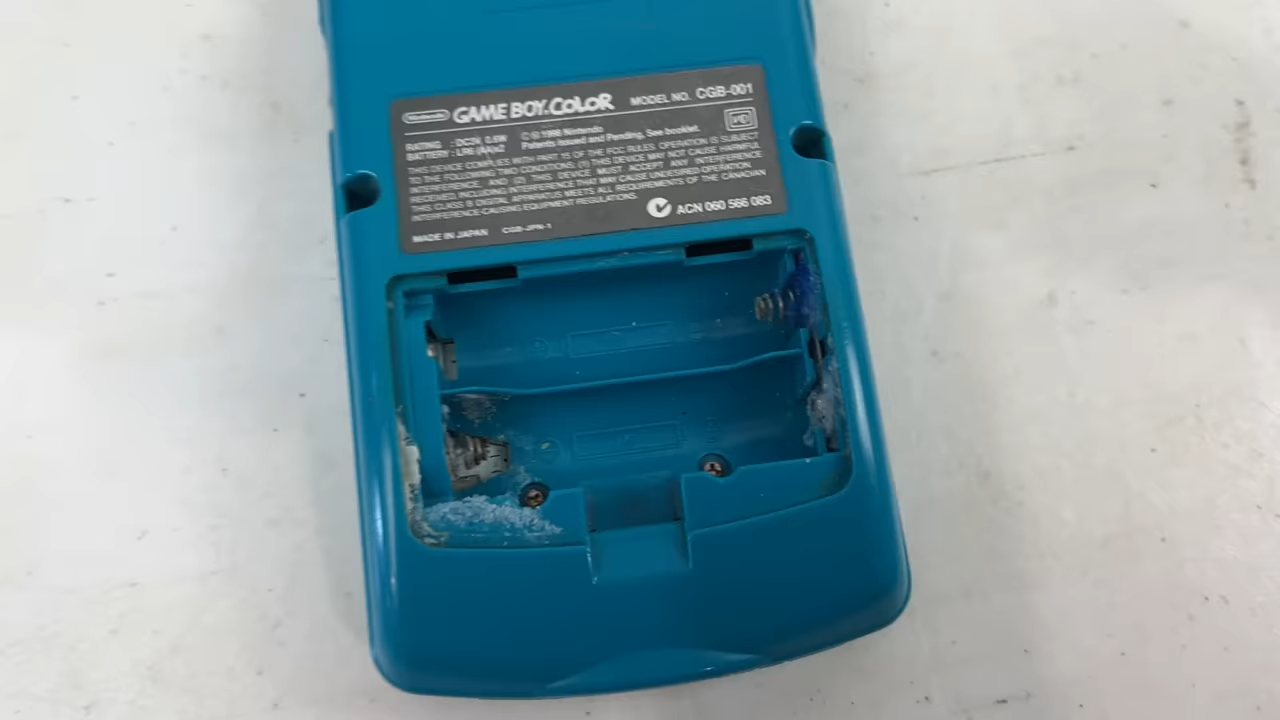 Nintendo GAME BOY COLOR MODEL NO. CGB-001
RATING : DC3V 0.6W © 1998 Nintendo
BATTERY : LR6 (AA)x2 Patents Issued and Pending. See booklet.
THIS DEVICE COMPLIES WITH PART 15 OF THE FCC RULES. OPERATION IS SUBJECT
TO THE FOLLOWING TWO CONDITIONS, (1) THIS DEVICE MAY NOT CAUSE HARMFUL
INTERFERENCE, AND (2) THIS DEVICE MUST ACCEPT ANY INTERFERENCE
RECEIVED, INCLUDING INTERFERENCE THAT MAY CAUSE UNDESIRED OPERATION.
THIS CLASS B DIGITAL APPARATUS MEETS ALL REQUIREMENTS OF THE CANADIAN
INTERFERENCE-CAUSING EQUIPMENT REGULATIONS.
ACN 060 566 083
MADE IN JAPAN CGB-JPN-1